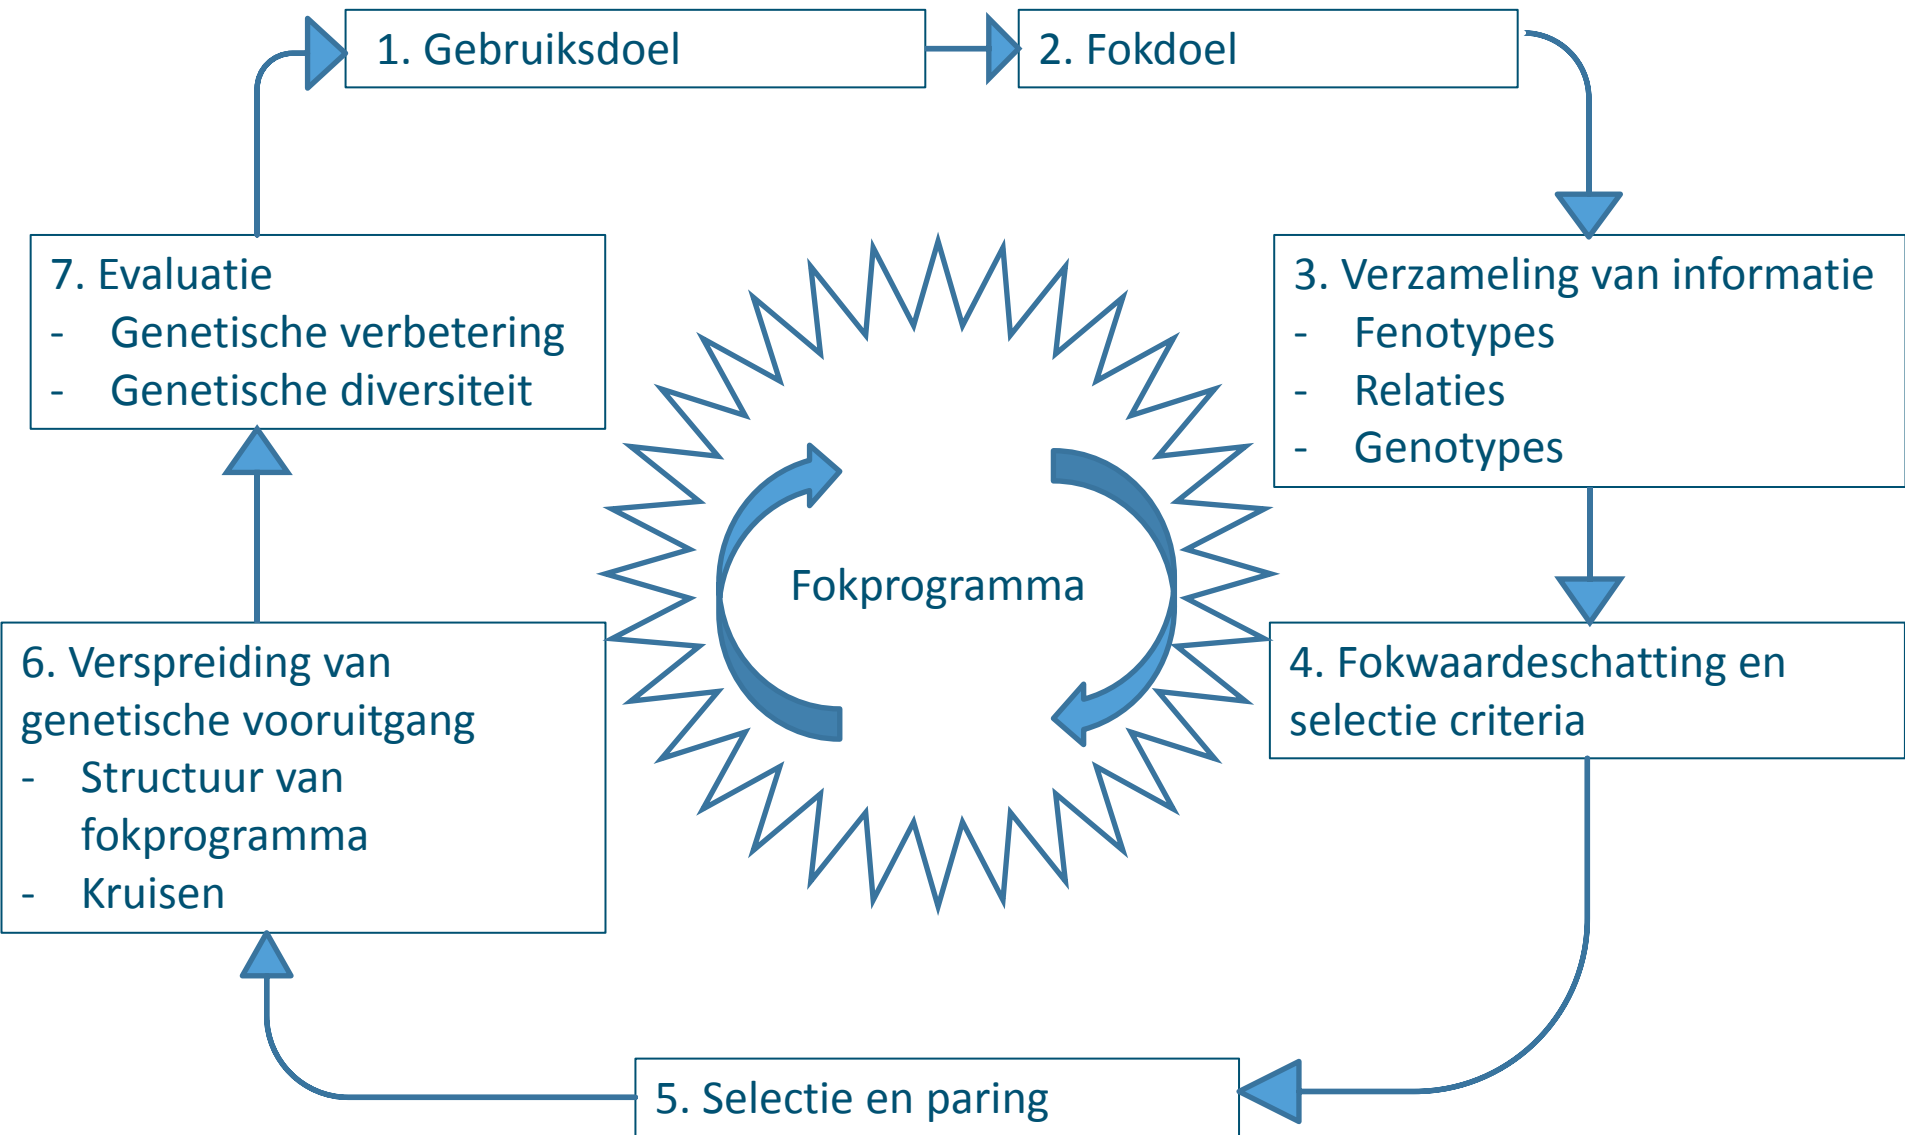 1. Gebruiksdoel
2. Fokdoel
3. Verzameling van informatie
- Fenotypes
- Relaties
- Genotypes
4. Fokwaardeschatting en
selectie criteria
5. Selectie en paring
6. Verspreiding van
genetische vooruitgang
- Structuur van
fokprogramma
- Kruisen
7. Evaluatie
- Genetische verbetering
- Genetische diversiteit
Fokprogramma